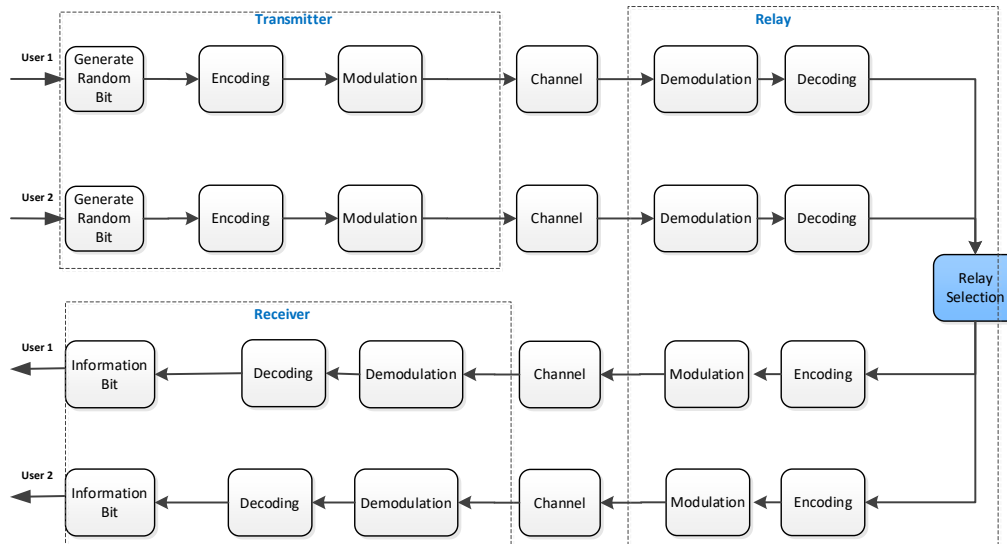 Transmitter
Relay
User 1
Generate
Random
Bit
Encoding
Modulation
Channel
Demodulation
Decoding
User 2
Generate
Random
Bit
Encoding
Modulation
Channel
Demodulation
Decoding
Relay
Selection
Receiver
User 1
Information
Bit
Decoding
Demodulation
Channel
Modulation
Encoding
User 2
Information
Bit
Decoding
Demodulation
Channel
Modulation
Encoding